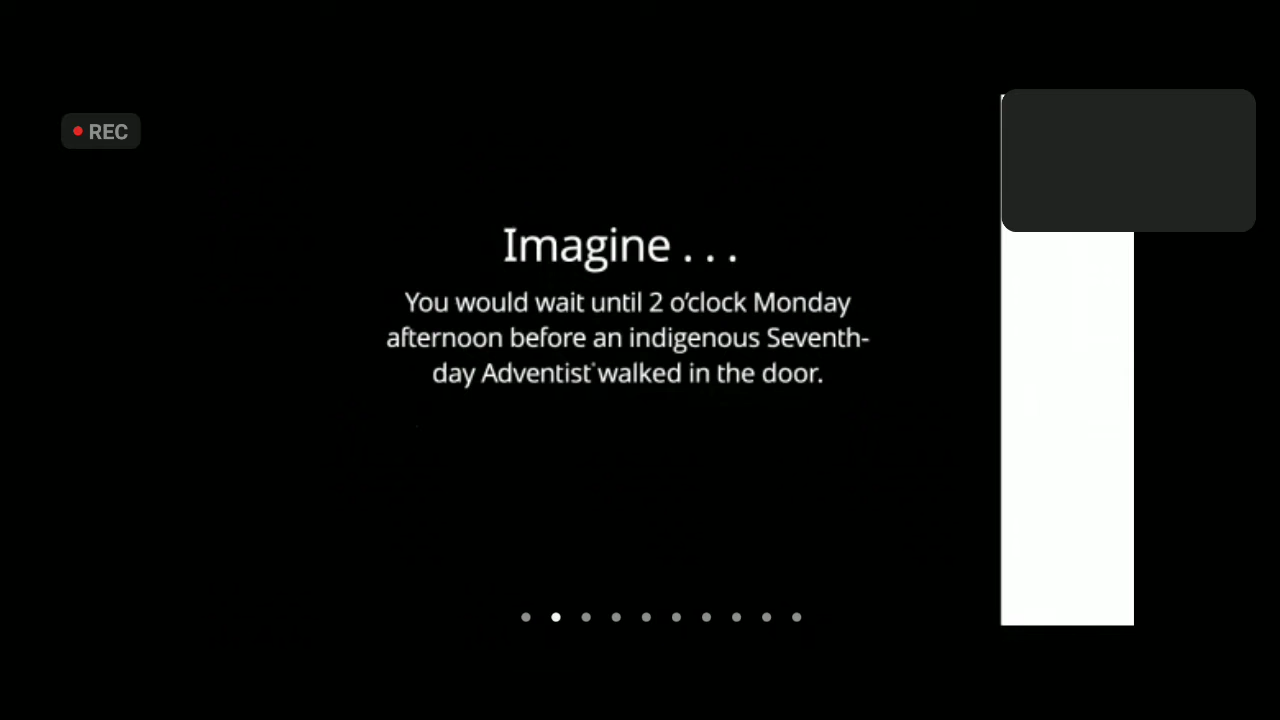 REC
Imagine . . .
You would wait until 2 o’clock Monday
afternoon before an indigenous Seventh-
day Adventist walked in the door.